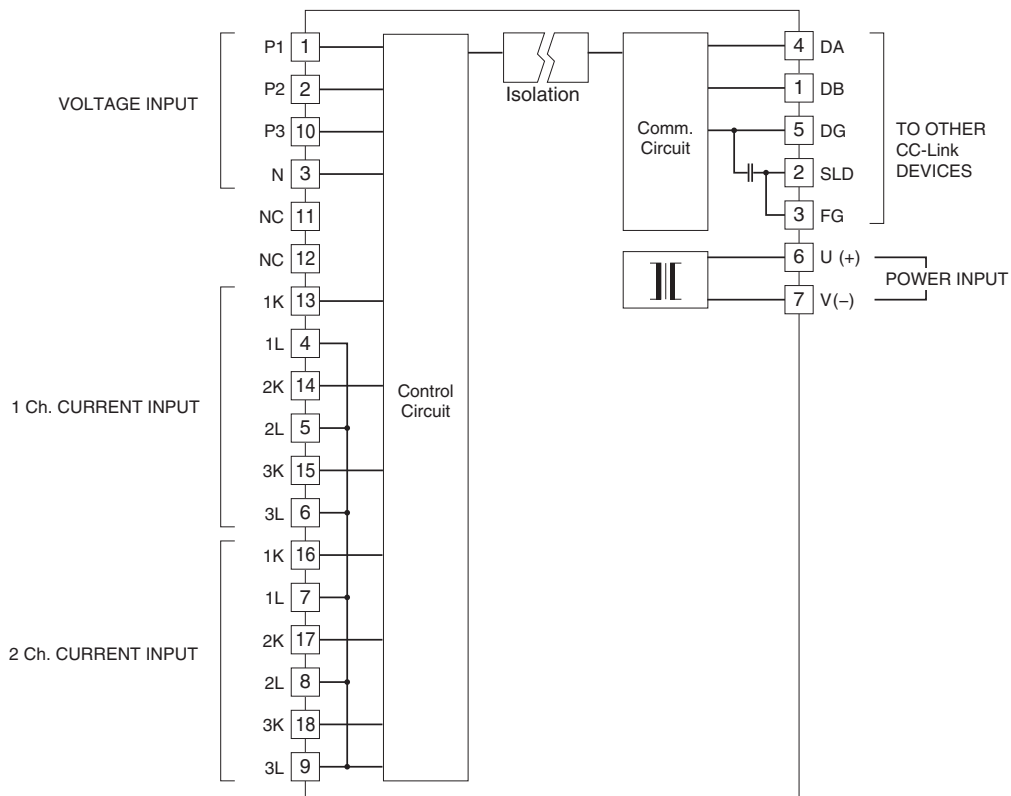 VOLTAGE INPUT
P1 1
P2 2
P3 10
N 3
NC 11
NC 12
1 Ch. CURRENT INPUT
1K 13
1L 4
2K 14
2L 5
3K 15
3L 6
2 Ch. CURRENT INPUT
1K 16
1L 7
2K 17
2L 8
3K 18
3L 9
Control
Circuit
Isolation
Comm.
Circuit
4 DA
1 DB
5 DG
2 SLD
3 FG
TO OTHER
CC-Link
DEVICES
6 U (+)
7 V(−)
POWER INPUT